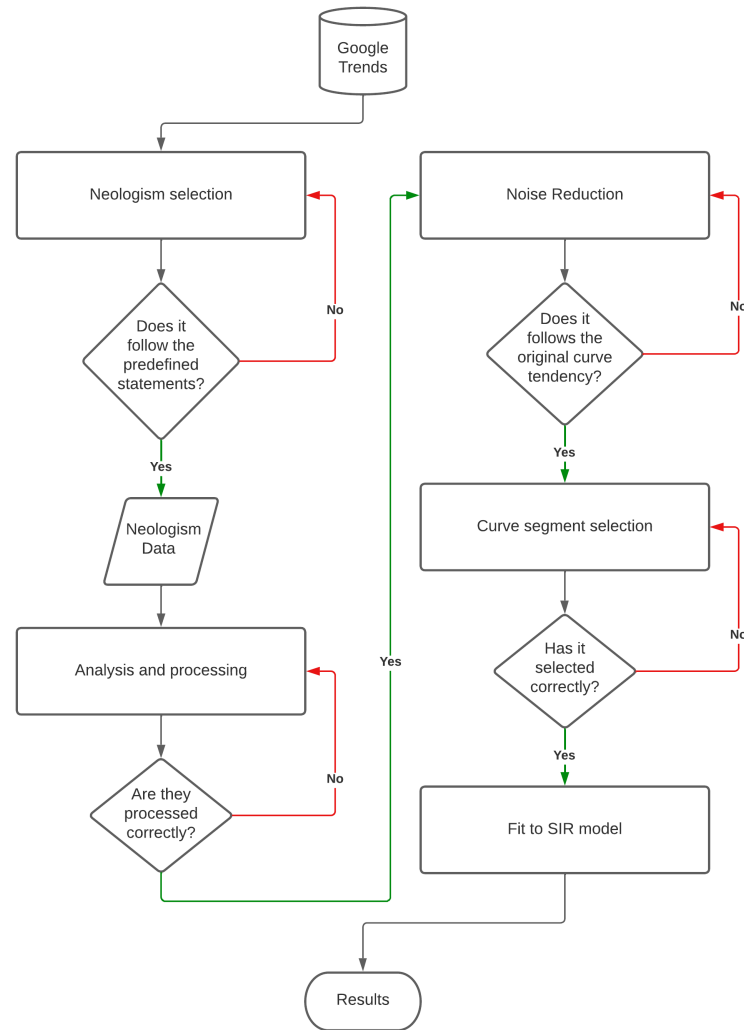 Google
Trends
Neologism selection
No
Does it
follow the
predefined
statements?
Yes
Neologism
Data
Analysis and processing
No
Are they
processed
correctly?
Yes
Noise Reduction
No
Does it
follows the
original curve
tendency?
Yes
Curve segment selection
No
Has it
selected
correctly?
Yes
Fit to SIR model
Results